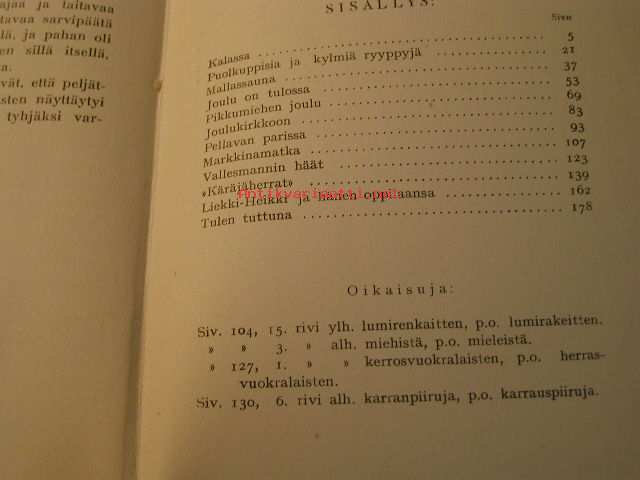 ajaa ja taitavaa
tavaa sarvipäätä
lä, ja pahan oli
en sillä itsellä,
a.
vät, että peljät-
sten näyttäytyi
tyhjäksi var-
SISÄLLYS:
Sivu
Kalassa 5
Puolkuppisia ja kylmiä ryyppyjä 21
Mallassauna 37
Joulu on tulossa 53
Pikkumiehen joulu 69
Joulukirkkoon 83
Pellavan parissa 93
Markkinamatka 107
Vallesmannin häät 123
»Käräjäherrat» 139
Liekki-Heikki ja hänen oppilaansa 162
Tulen tuttuna 178
Oikaisuja:
Siv. 104, 15. rivi ylh. lumirenkaitten, p.o. lumirakeitten.
» » 3. » alh. miehistä, p.o. mieleistä.
» 127, 1. » » kerrosvuokralaisten, p.o. herras-
vuokralaisten.
Siv. 130, 6. rivi alh. karranpiiruja, p.o. karrauspiiruja.